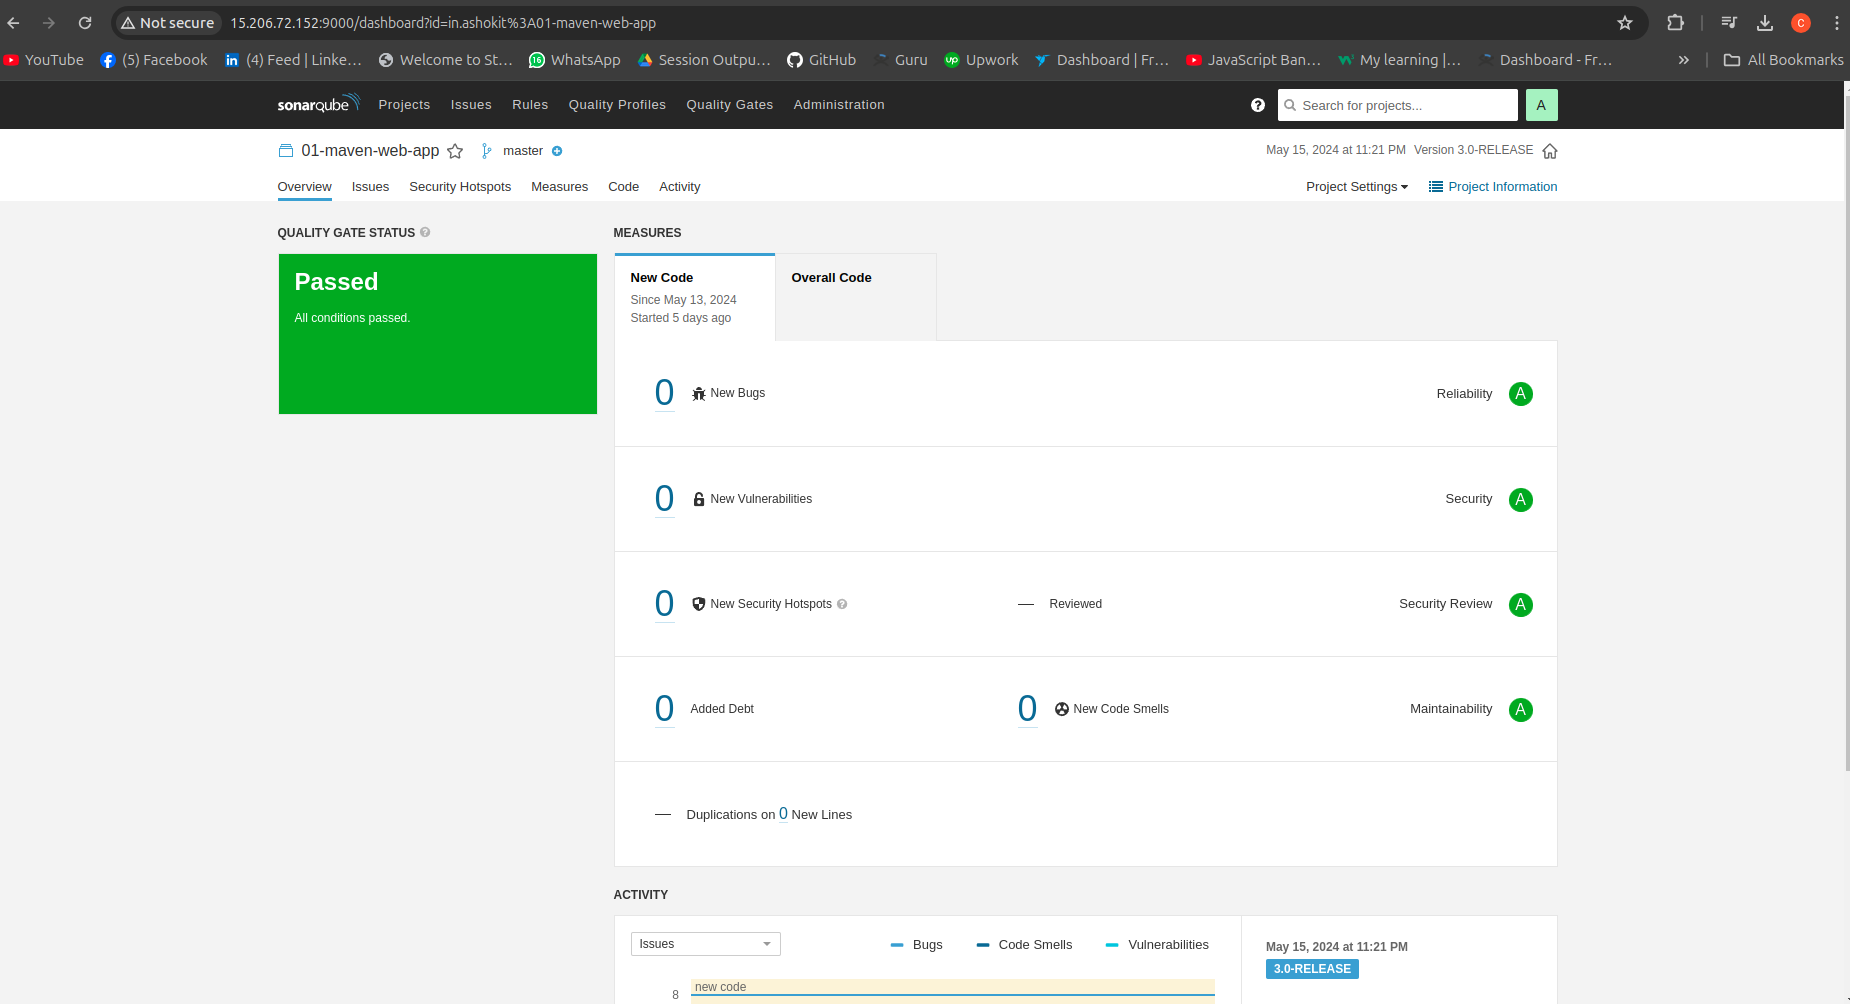 Not secure 15.206.72.152:9000/dashboard?id=in.ashokit%3A01-maven-web-app C
YouTube (5) Facebook (4) Feed | Linke... Welcome to St... 16 WhatsApp Session Outpu... GitHub Guru Upwork Dashboard | Fr... JavaScript Ban... My learning |... Dashboard - Fr... » All Bookmarks
sonarqube Projects Issues Rules Quality Profiles Quality Gates Administration ? Search for projects... A
01-maven-web-app master May 15, 2024 at 11:21 PM Version 3.0-RELEASE
Overview Issues Security Hotspots Measures Code Activity Project Settings Project Information
QUALITY GATE STATUS ?
Passed
All conditions passed.
MEASURES
New Code
Since May 13, 2024
Started 5 days ago
Overall Code
0 New Bugs Reliability A
0 New Vulnerabilities Security A
0 New Security Hotspots ? — Reviewed Security Review A
0 Added Debt 0 New Code Smells Maintainability A
— Duplications on 0 New Lines
ACTIVITY
Issues Bugs Code Smells Vulnerabilities
8 new code
May 15, 2024 at 11:21 PM
3.0-RELEASE